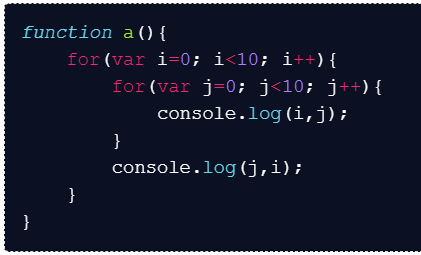 function a(){
    for(var i=0; i<10; i++){
        for(var j=0; j<10; j++){
            console.log(i,j);
        }
        console.log(j,i);
    }
}